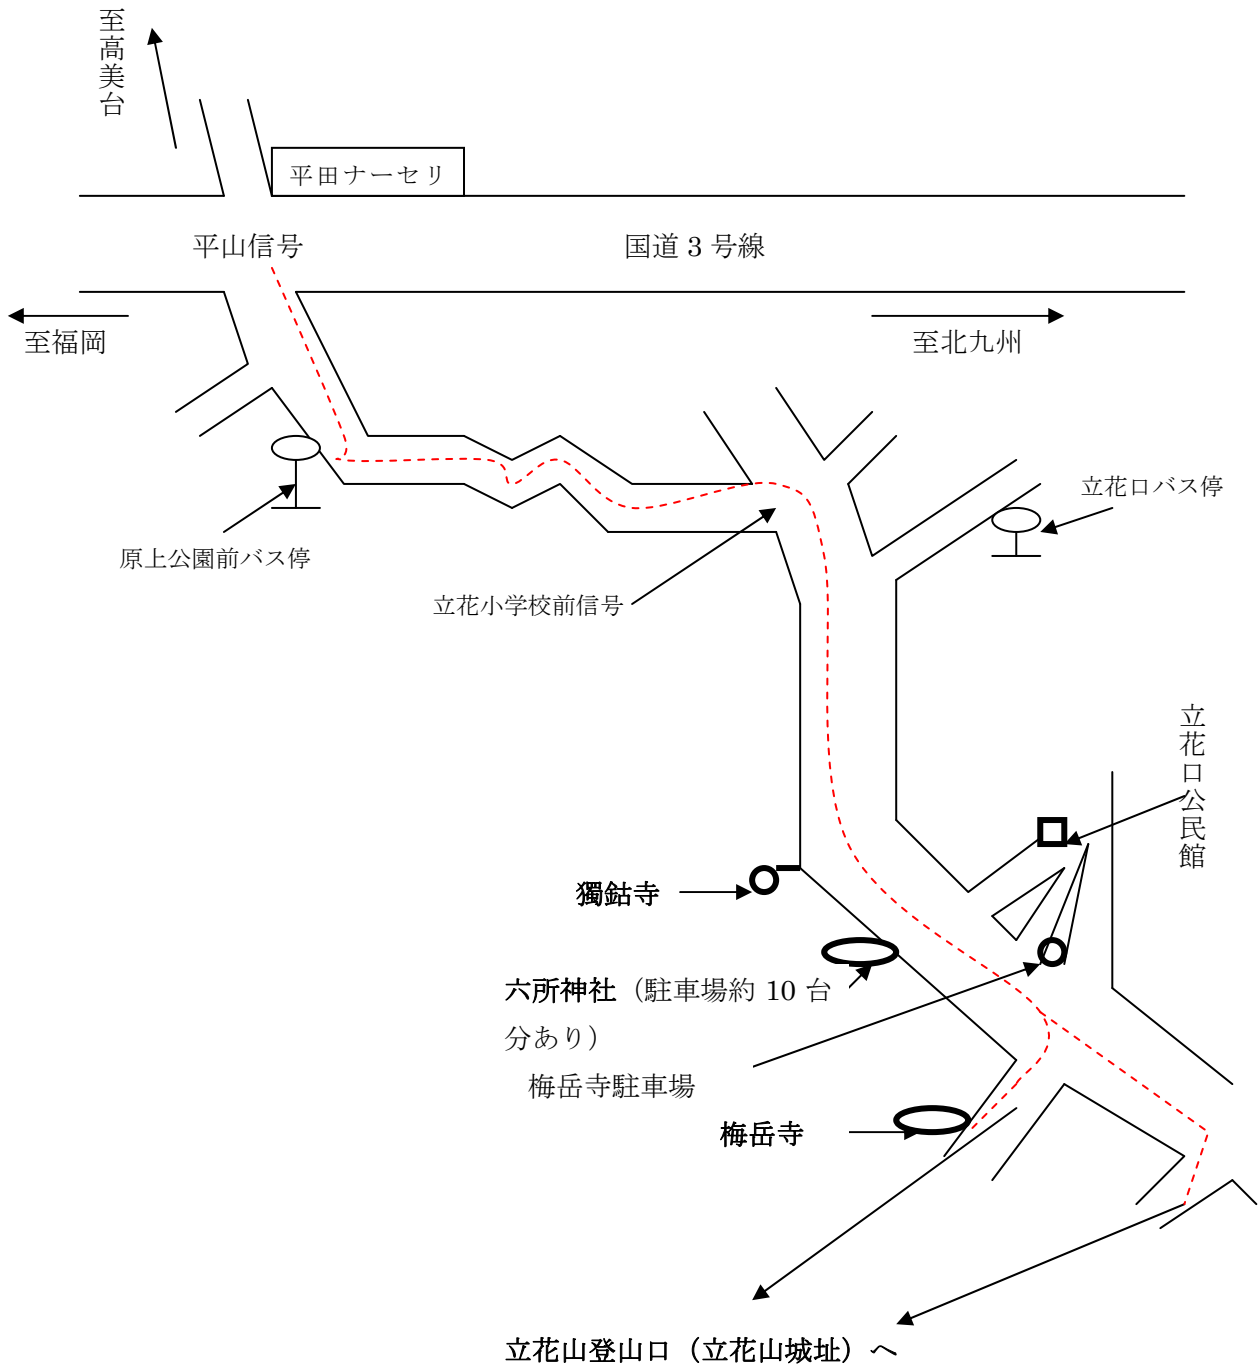 至高美台
平田ナーセリ
平山信号
国道 3 号線
至福岡
至北九州
立花口バス停
原上公園前バス停
立花小学校前信号
立花口公民館
獨鈷寺
六所神社（駐車場約 10 台
分あり）
梅岳寺駐車場
梅岳寺
立花山登山口（立花山城址）へ